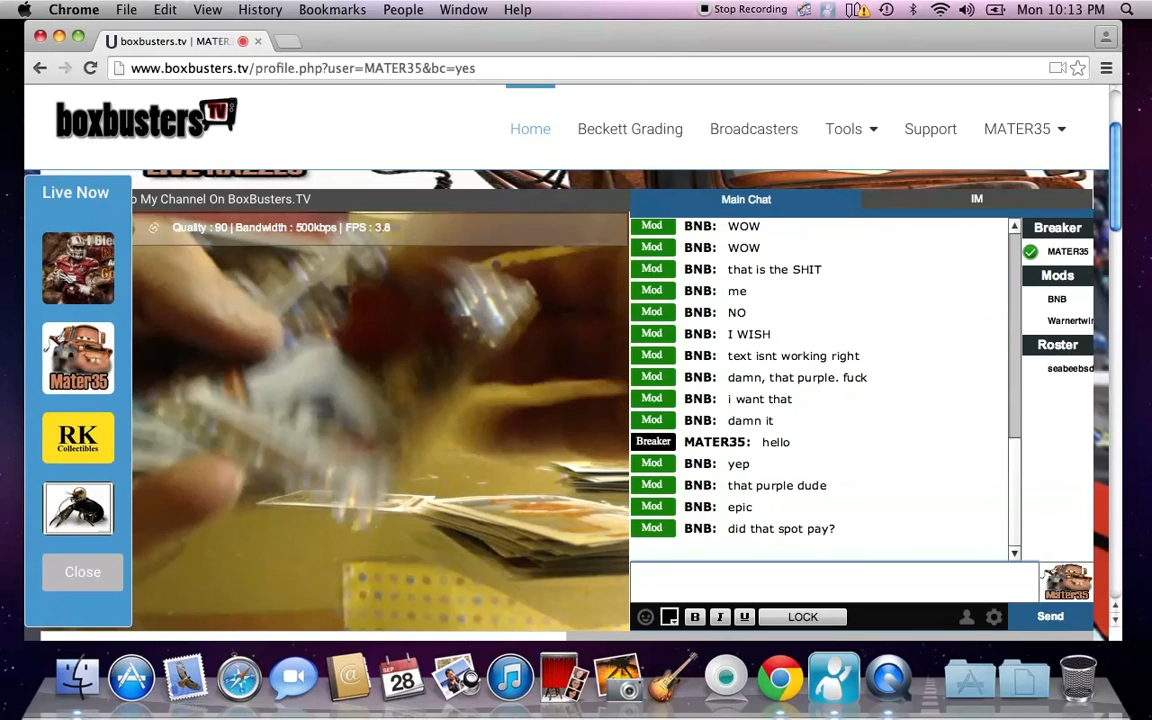 Chrome File Edit View History Bookmarks People Window Help Stop Recording Mon 10:13 PM
boxbusters.tv | MATER
www.boxbusters.tv/profile.php?user=MATER35&bc=yes
boxbusters TV
Home Beckett Grading Broadcasters Tools Support MATER35
Live Now
My Channel On BoxBusters.TV
Main Chat IM
Quality : 90 | Bandwidth : 500kbps | FPS : 3.8
Mater35
RK
Collectibles
Close
Mod BNB: WOW
Mod BNB: WOW
Mod BNB: that is the SHIT
Mod BNB: me
Mod BNB: NO
Mod BNB: I WISH
Mod BNB: text isnt working right
Mod BNB: damn, that purple. fuck
Mod BNB: i want that
Mod BNB: damn it
Breaker MATER35: hello
Mod BNB: yep
Mod BNB: that purple dude
Mod BNB: epic
Mod BNB: did that spot pay?
Breaker
MATER35
Mods
BNB
Warnertwi
Roster
seabeebsd
Mater35
B I U LOCK Send
SEP
28